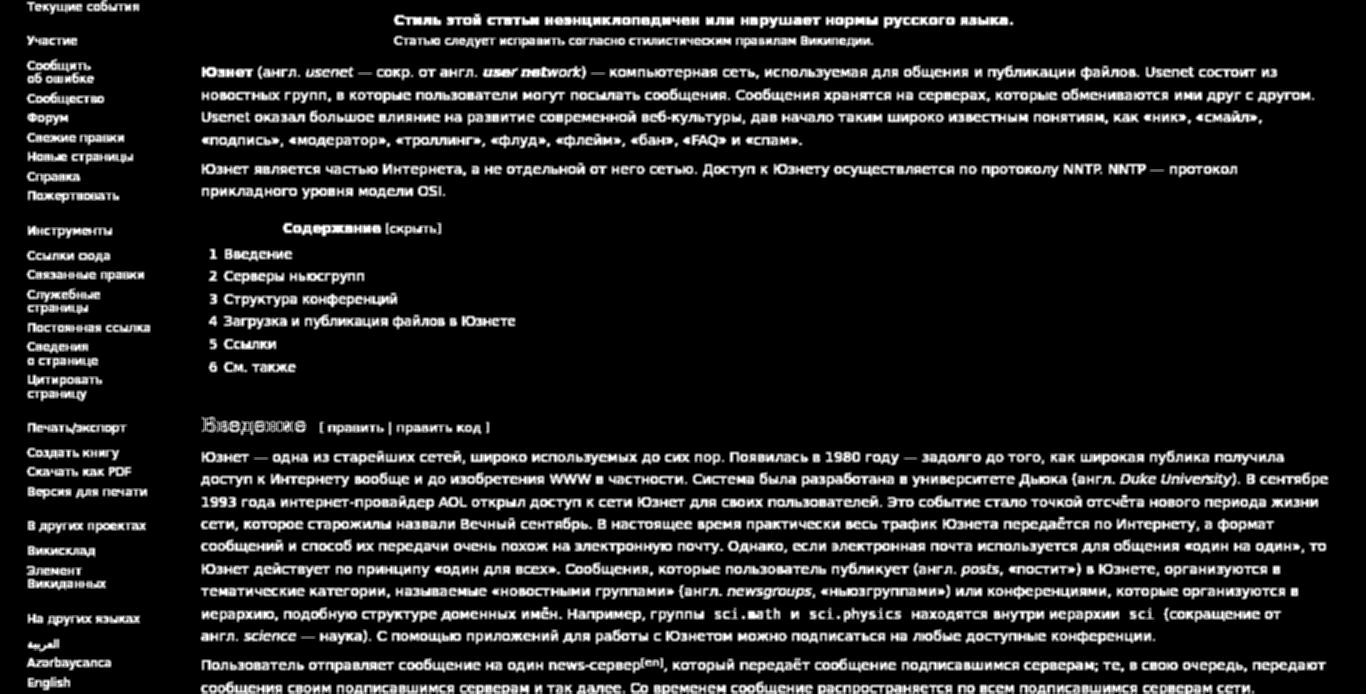 Текущие события
Участие
Сообщить
об ошибке
Сообщество
Форум
Свежие правки
Новые страницы
Справка
Пожертвовать
Инструменты
Ссылки сюда
Связанные правки
Служебные
страницы
Постоянная ссылка
Сведения
о странице
Цитировать
страницу
Печать/экспорт
Создать книгу
Скачать как PDF
Версия для печати
В других проектах
Викисклад
Элемент
Викиданных
На других языках
العربية
Azərbaycanca
English
Стиль этой статьи неэнциклопедичен или нарушает нормы русского языка.
Статью следует исправить согласно стилистическим правилам Википедии.
Юзнет (англ. usenet — сокр. от англ. user network) — компьютерная сеть, используемая для общения и публикации файлов. Usenet состоит из
новостных групп, в которые пользователи могут посылать сообщения. Сообщения хранятся на серверах, которые обмениваются ими друг с другом.
Usenet оказал большое влияние на развитие современной веб-культуры, дав начало таким широко известным понятиям, как «ник», «смайл»,
«подпись», «модератор», «троллинг», «флуд», «флейм», «бан», «FAQ» и «спам».
Юзнет является частью Интернета, а не отдельной от него сетью. Доступ к Юзнету осуществляется по протоколу NNTP. NNTP — протокол
прикладного уровня модели OSI.
Содержание [скрыть]
1 Введение
2 Серверы ньюсгрупп
3 Структура конференций
4 Загрузка и публикация файлов в Юзнете
5 Ссылки
6 См. также
Введение [ править | править код ]
Юзнет — одна из старейших сетей, широко используемых до сих пор. Появилась в 1980 году — задолго до того, как широкая публика получила
доступ к Интернету вообще и до изобретения WWW в частности. Система была разработана в университете Дьюка (англ. Duke University). В сентябре
1993 года интернет-провайдер AOL открыл доступ к сети Юзнет для своих пользователей. Это событие стало точкой отсчёта нового периода жизни
сети, которое старожилы назвали Вечный сентябрь. В настоящее время практически весь трафик Юзнета передаётся по Интернету, а формат
сообщений и способ их передачи очень похож на электронную почту. Однако, если электронная почта используется для общения «один на один», то
Юзнет действует по принципу «один для всех». Сообщения, которые пользователь публикует (англ. posts, «постит») в Юзнете, организуются в
тематические категории, называемые «новостными группами» (англ. newsgroups, «ньюзгруппами») или конференциями, которые организуются в
иерархию, подобную структуре доменных имён. Например, группы sci.math и sci.physics находятся внутри иерархии sci (сокращение от
англ. science — наука). С помощью приложений для работы с Юзнетом можно подписаться на любые доступные конференции.
Пользователь отправляет сообщение на один news-сервер[en], который передаёт сообщение подписавшимся серверам; те, в свою очередь, передают
сообщения своим подписавшимся серверам и так далее. Со временем сообщение распространяется по всем подписавшимся серверам сети.